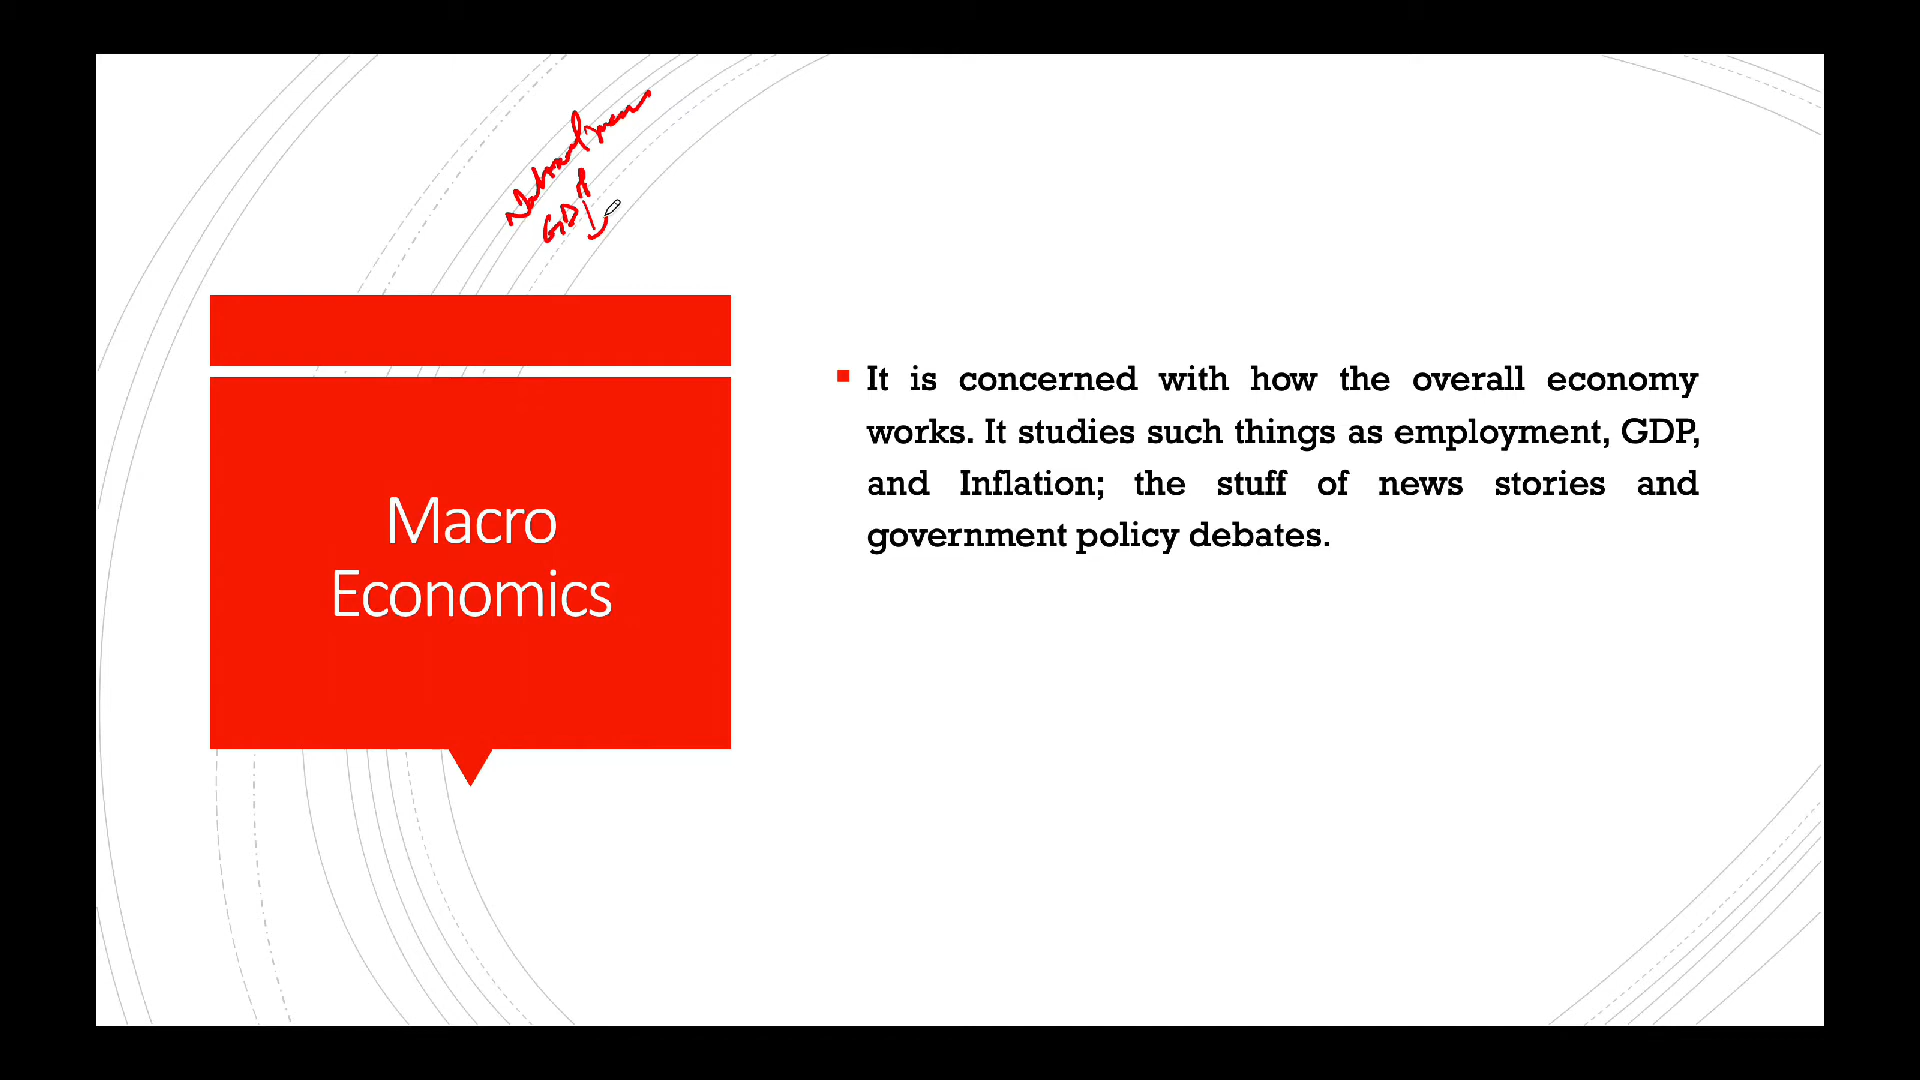 GDP
Macro
Economics
It is concerned with how the overall economy
works. It studies such things as employment, GDP,
and Inflation; the stuff of news stories and
government policy debates.